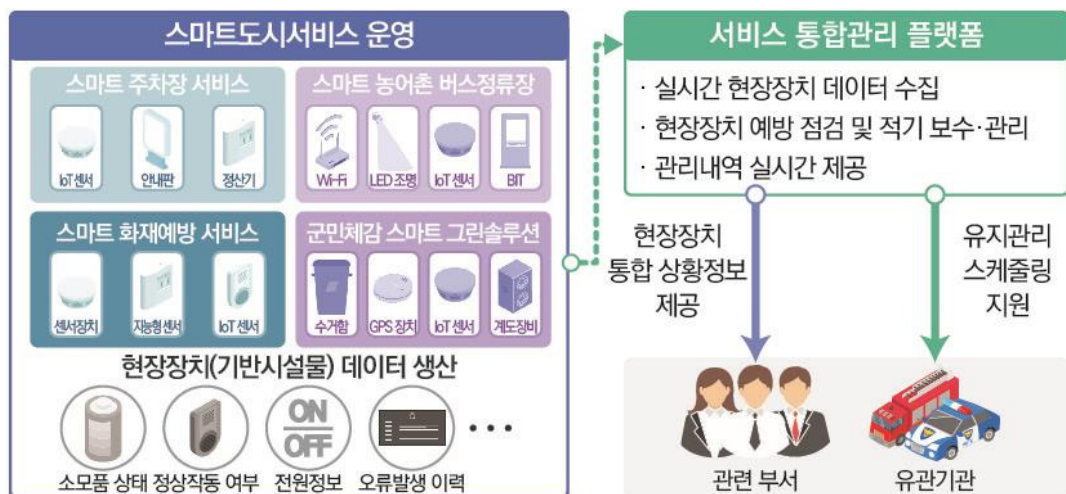 스마트도시서비스 운영
스마트 주차장 서비스
IoT 센서
안내판
정산기
스마트 농어촌 버스정류장
Wi-Fi
LED 조명
IoT 센서
BIT
스마트 화재예방 서비스
센서장치
지능형센서
IoT 센서
군민체감 스마트 그린솔루션
수거함
GPS 장치
IoT 센서
계도장비
현장장치(기반시설물) 데이터 생산
ON
OFF
...
소모품 상태
정상작동 여부
전원정보
오류발생 이력
서비스 통합관리 플랫폼
· 실시간 현장장치 데이터 수집
· 현장장치 예방 점검 및 적기 보수·관리
· 관리내역 실시간 제공
현장장치
통합 상황정보
제공
유지관리
스케줄링
지원
관련 부서
유관기관